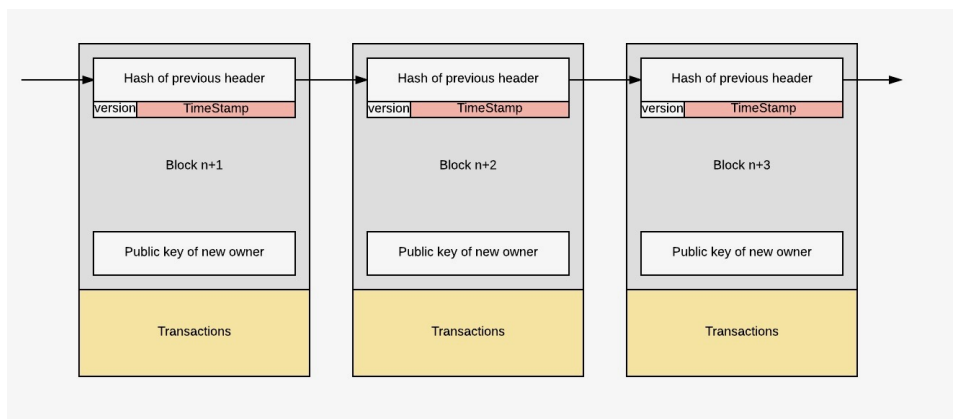 Hash of previous header
version TimeStamp
Block n+1
Public key of new owner
Transactions
Hash of previous header
version TimeStamp
Block n+2
Public key of new owner
Transactions
Hash of previous header
version TimeStamp
Block n+3
Public key of new owner
Transactions